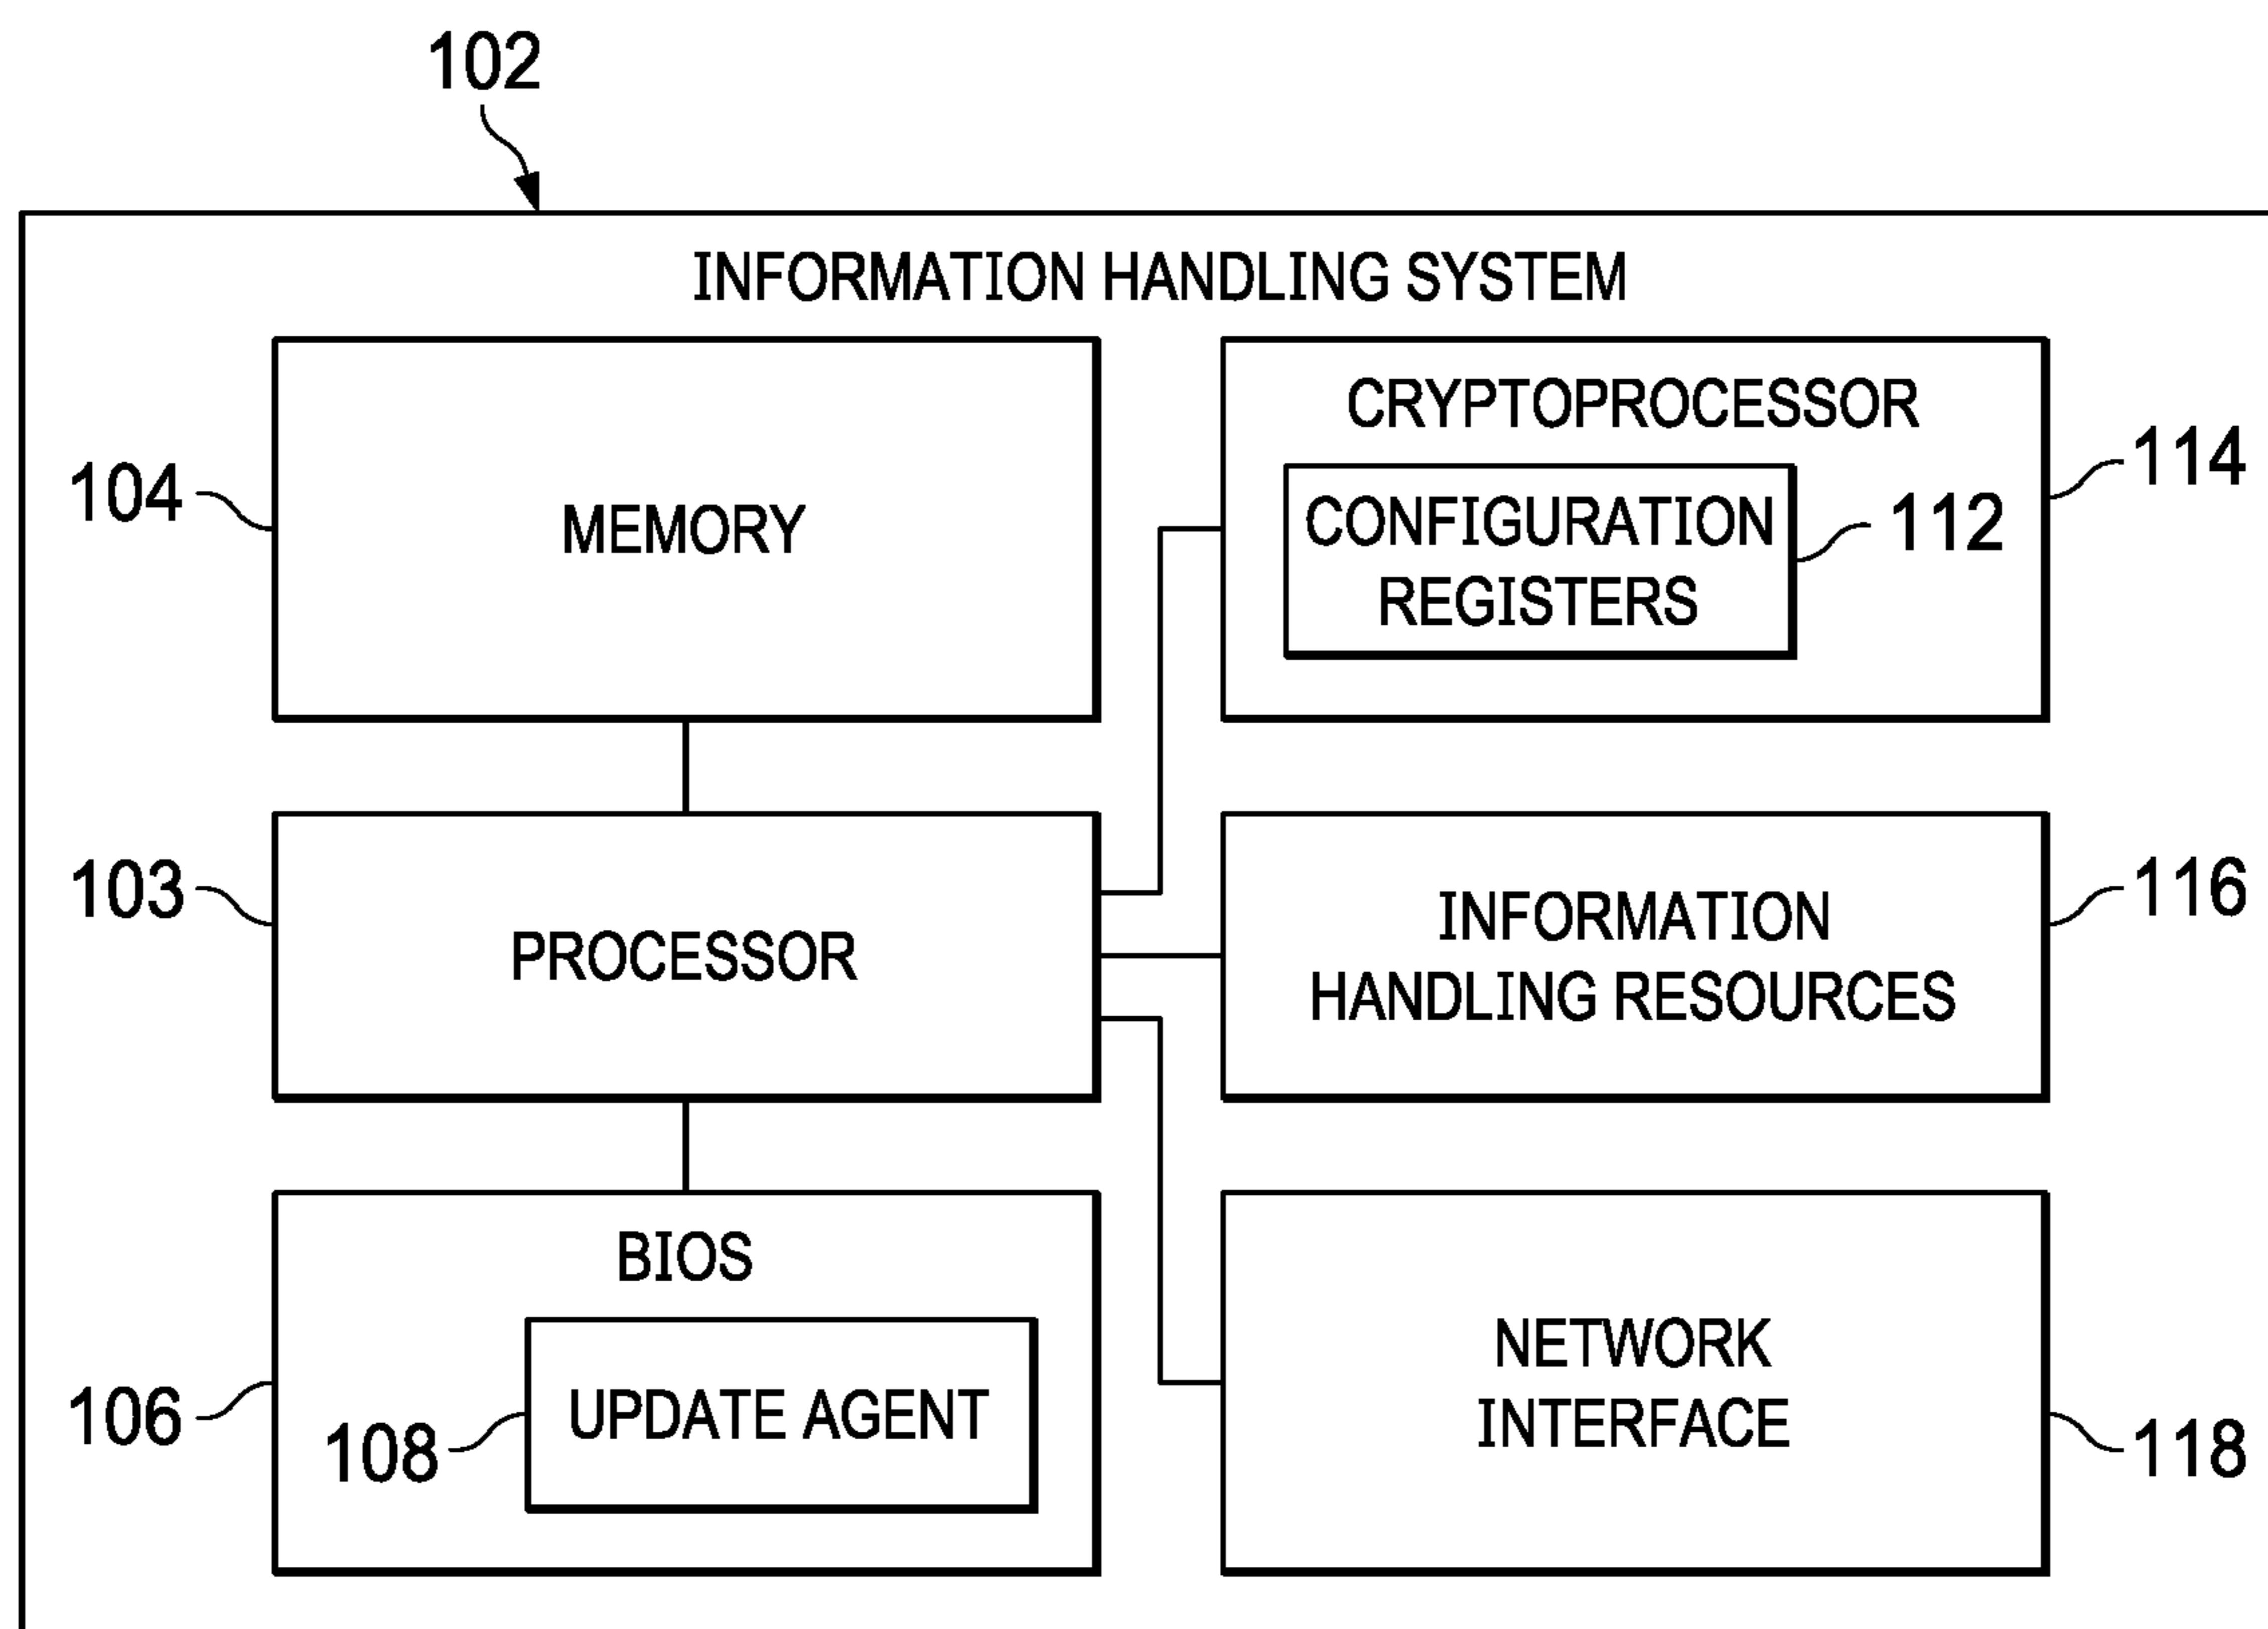 102
INFORMATION HANDLING SYSTEM
104
MEMORY
CRYPTOPROCESSOR
CONFIGURATION
REGISTERS
112
114
103
PROCESSOR
INFORMATION
HANDLING RESOURCES
116
BIOS
106
108
UPDATE AGENT
NETWORK
INTERFACE
118